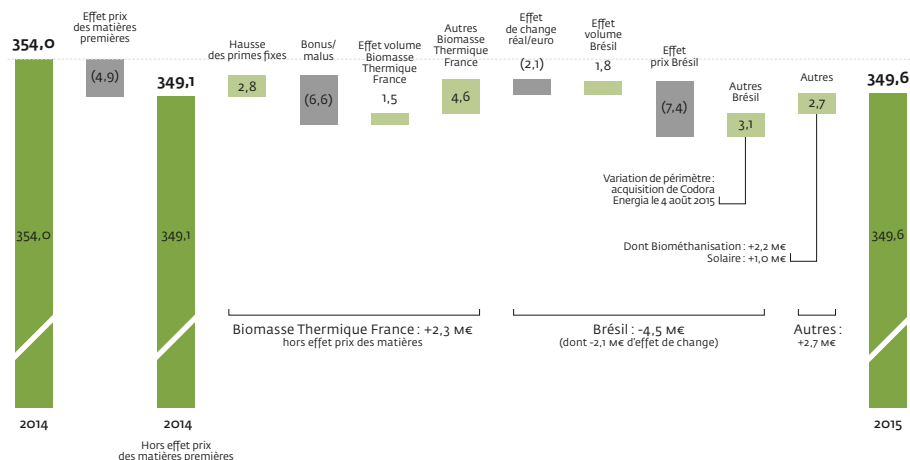 354,0
Effet prix
des matières
premières
(4,9)
349,1
Hausse
des primes fixes
2,8
Bonus/
malus
(6,6)
Effet volume
Biomasse
Thermique
France
1,5
Autres
Biomasse
Thermique
France
4,6
Effet
de change
réal/euro
(2,1)
Effet
volume
Brésil
1,8
Effet
prix Brésil
(7,4)
Autres
Brésil
3,1
Autres
2,7
349,6
Variation de périmètre :
acquisition de Codora
Energia le 4 août 2015
354,0
349,1
349,6
Dont Biométhanisation : +2,2 M€
Solaire : +1,0 M€
Biomasse Thermique France : +2,3 M€
hors effet prix des matières
Brésil : -4,5 M€
(dont -2,1 M€ d'effet de change)
Autres :
+2,7 M€
2014
2014
2015
Hors effet prix
des matières premières